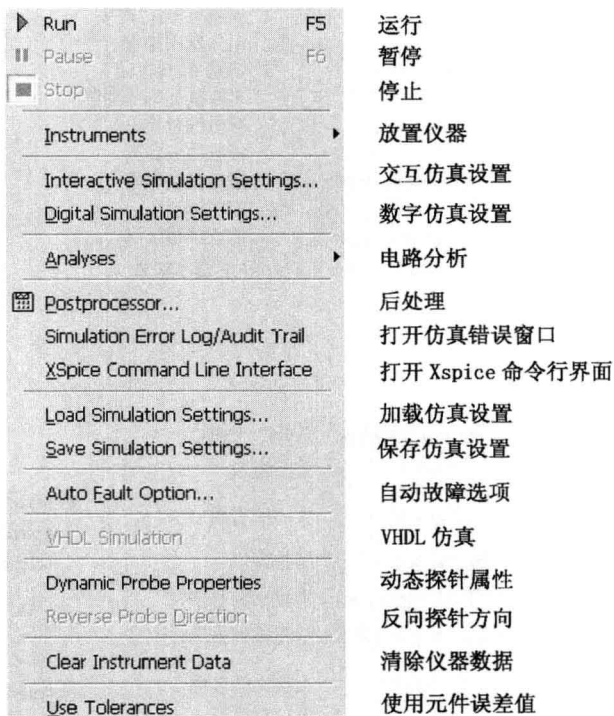 Run F5 运行
Pause F6 暂停
Stop 停止
Instruments 放置仪器
Interactive Simulation Settings... 交互仿真设置
Digital Simulation Settings... 数字仿真设置
Analyses 电路分析
Postprocessor... 后处理
Simulation Error Log/Audit Trail 打开仿真错误窗口
XSpice Command Line Interface 打开 Xspice 命令行界面
Load Simulation Settings... 加载仿真设置
Save Simulation Settings... 保存仿真设置
Auto Fault Option... 自动故障选项
VHDL Simulation VHDL 仿真
Dynamic Probe Properties 动态探针属性
Reverse Probe Direction 反向探针方向
Clear Instrument Data 清除仪器数据
Use Tolerances 使用元件误差值